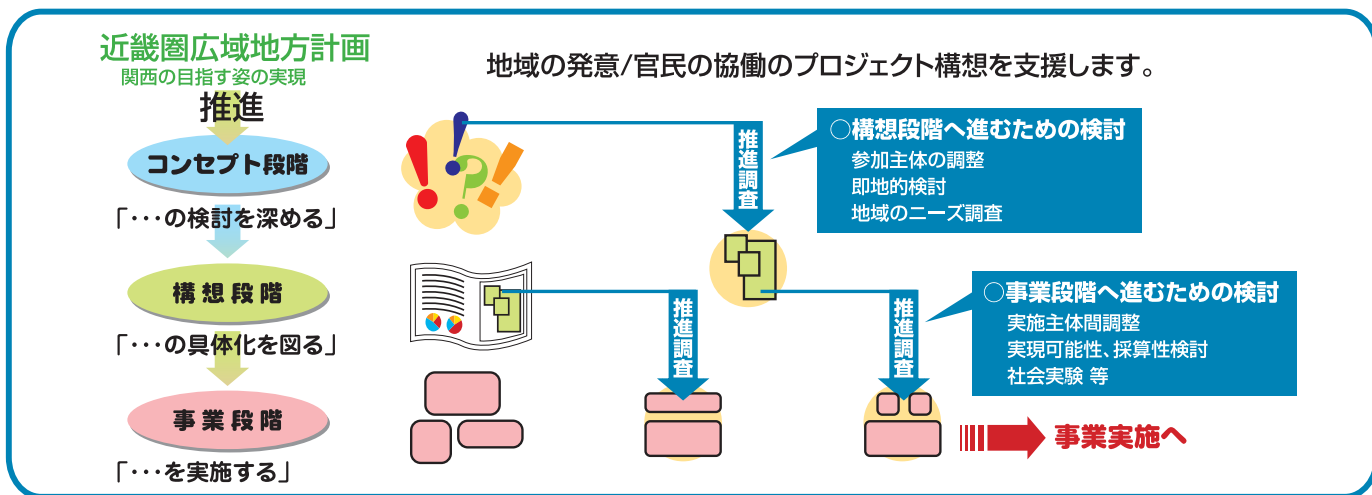 近畿圏広域地方計画
関西の目指す姿の実現
推進
コンセプト段階
「・・・の検討を深める」
構想段階
「・・・の具体化を図る」
事業段階
「・・・を実施する」
地域の発意/官民の協働のプロジェクト構想を支援します。
推進調査
○構想段階へ進むための検討
参加主体の調整
即地的検討
地域のニーズ調査
推進調査
推進調査
○事業段階へ進むための検討
実施主体間調整
実現可能性、採算性検討
社会実験 等
事業実施へ